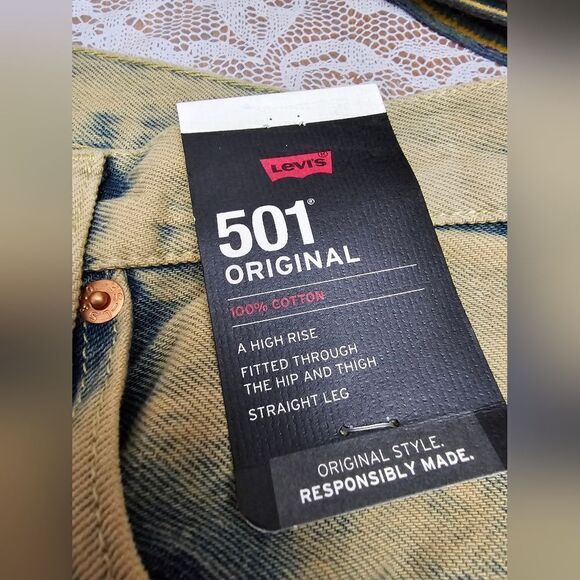 LEVI'S®
501®
ORIGINAL
100% COTTON
A HIGH RISE
FITTED THROUGH
THE HIP AND THIGH
STRAIGHT LEG
ORIGINAL STYLE.
RESPONSIBLY MADE.